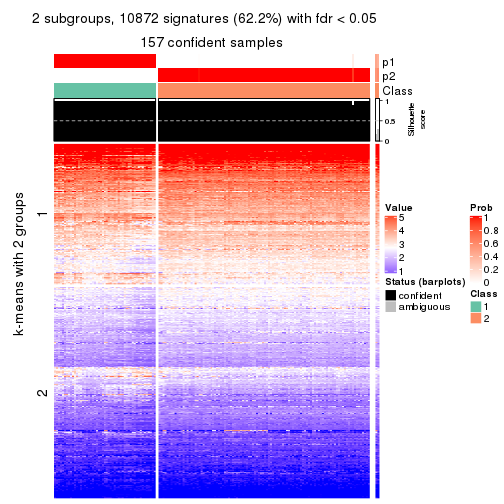 2 subgroups, 10872 signatures (62.2%) with fdr < 0.05
157 confident samples
p1
p2
Class
1
0.5
0
Silhouette
score
k-means with 2 groups
1
2
Value
5
4
3
2
1
Status (barplots)
confident
ambiguous
Prob
1
0.8
0.6
0.4
0.2
0
Class
1
2